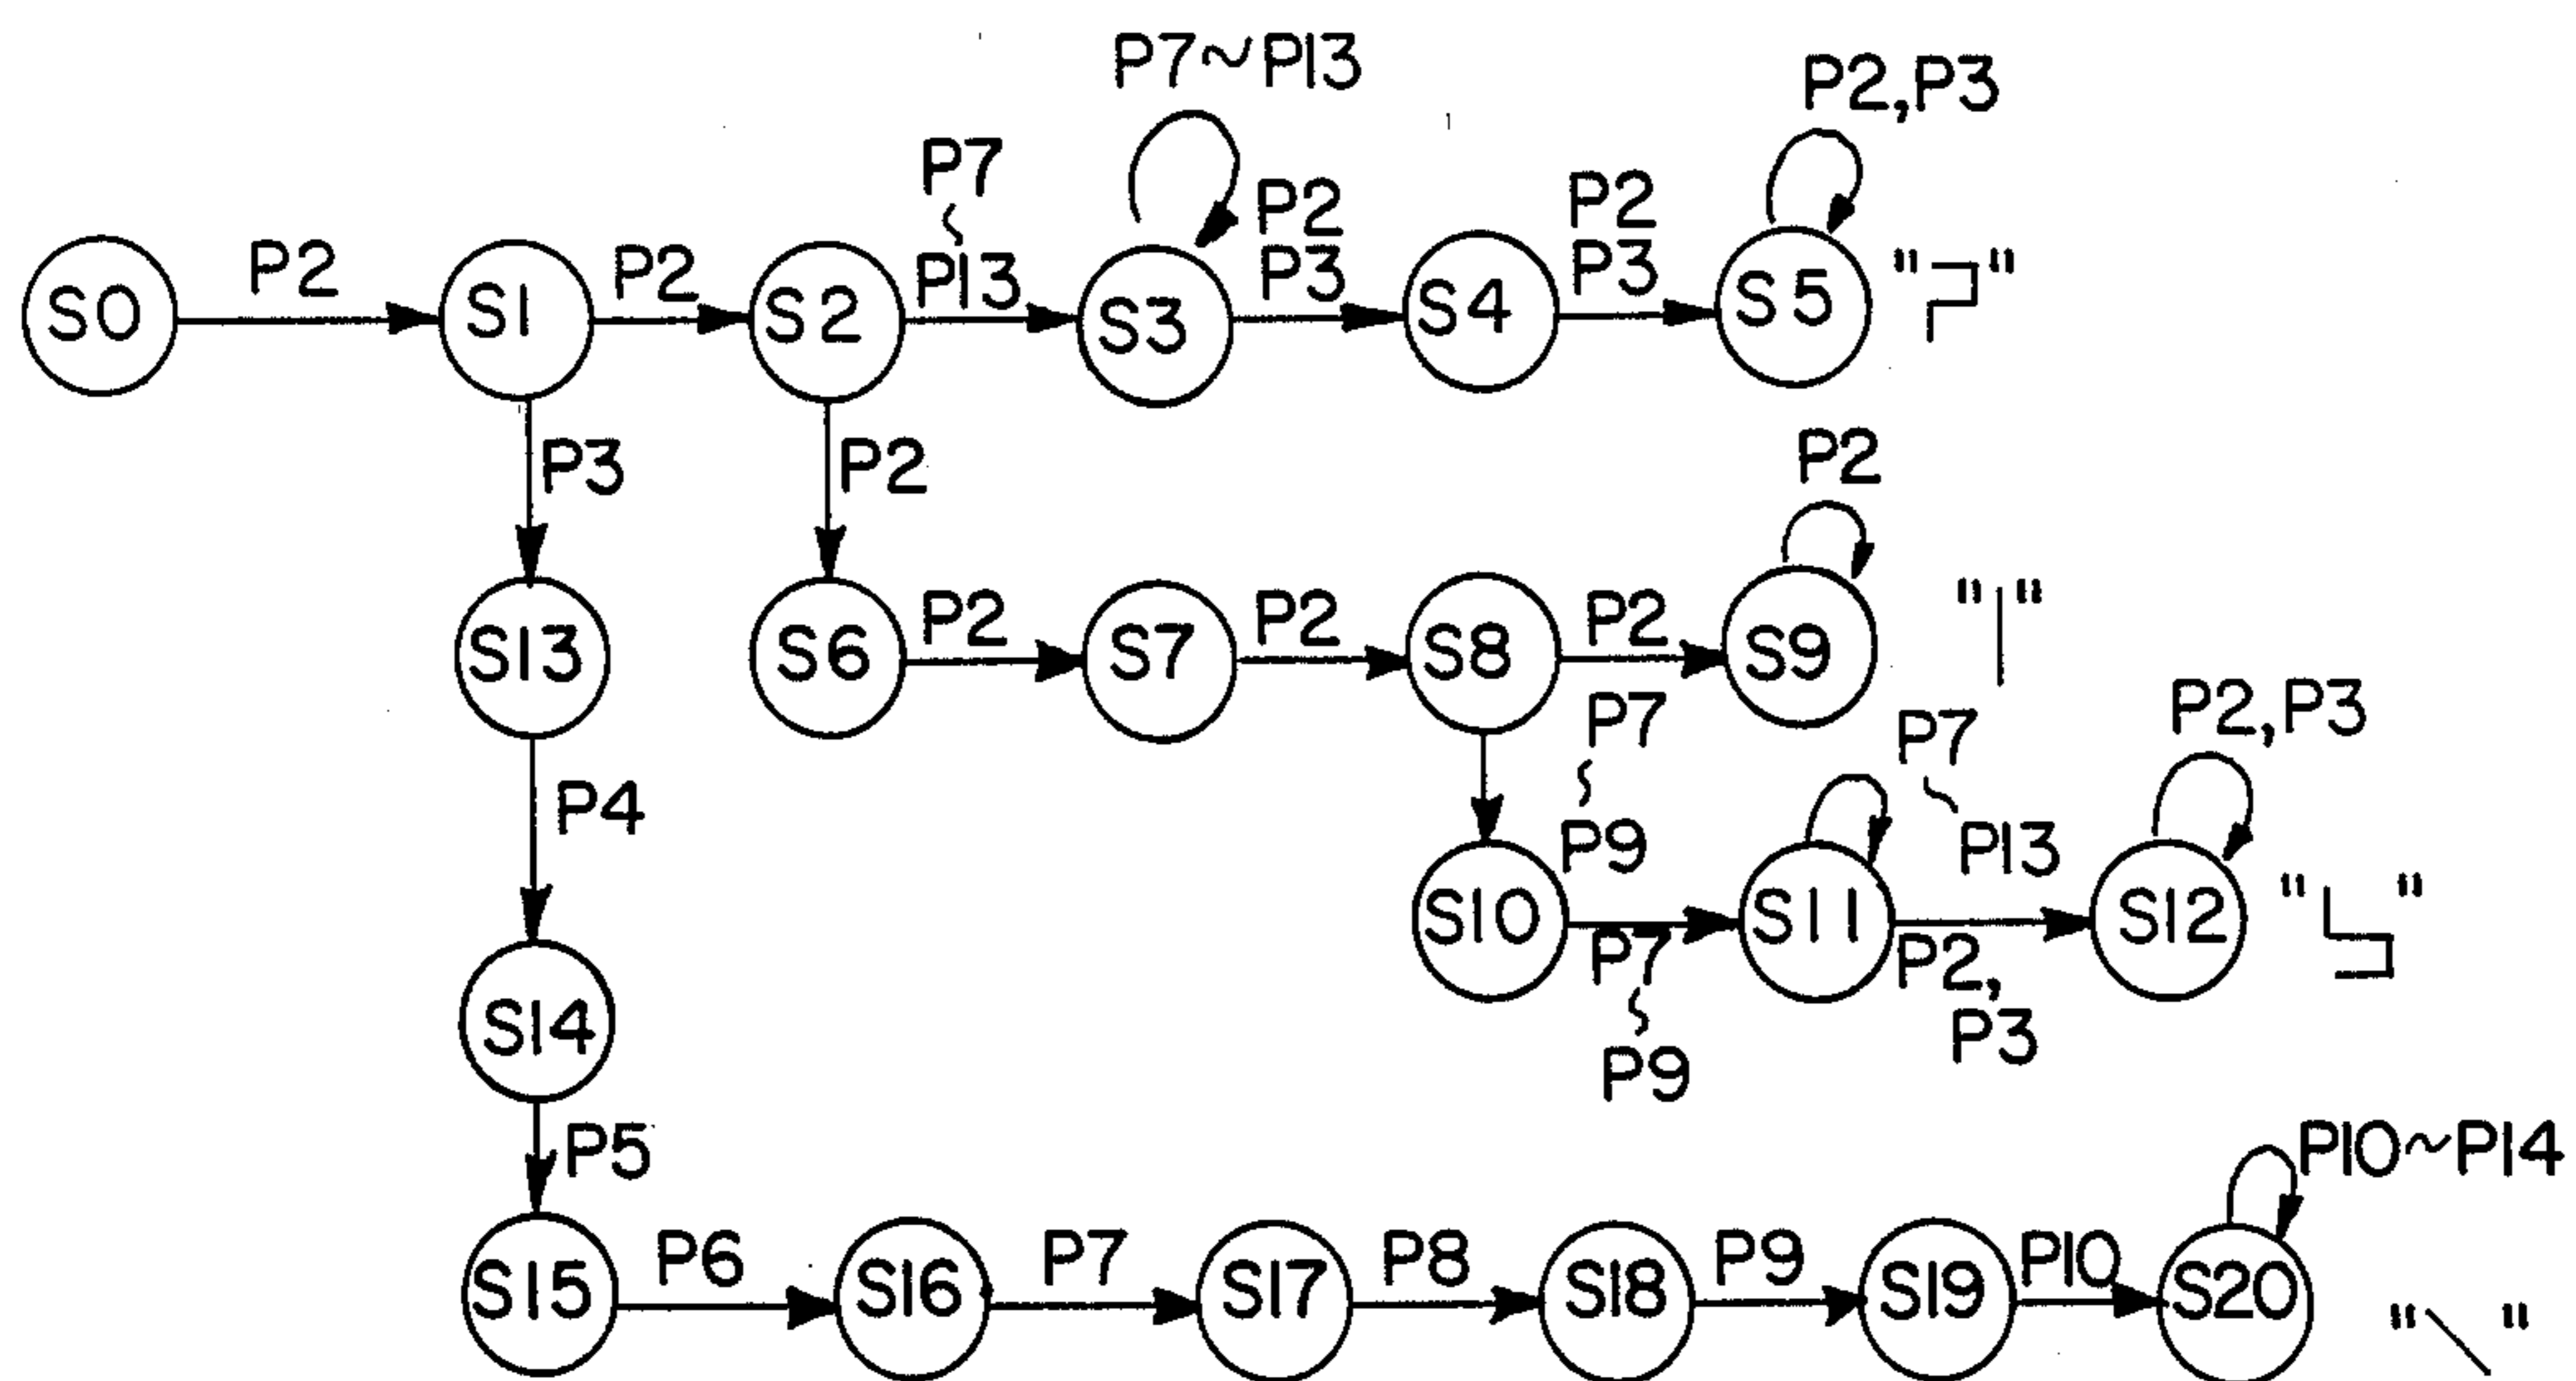 P7~P13
P2,P3
P7
~
P13
P2
P3
P2
P3
S0
P2
S1
P2
S2
S3
S4
S5
" "
P3
P2
P2
S13
S6
P2
S7
P2
S8
P2
S9
" "
P4
P7
~
P9
P7
~
P13
P2,P3
S10
P7
~
P9
S11
P2,
P3
S12
" "
S14
P5
P10~P14
S15
P6
S16
P7
S17
P8
S18
P9
S19
P10
S20
" "